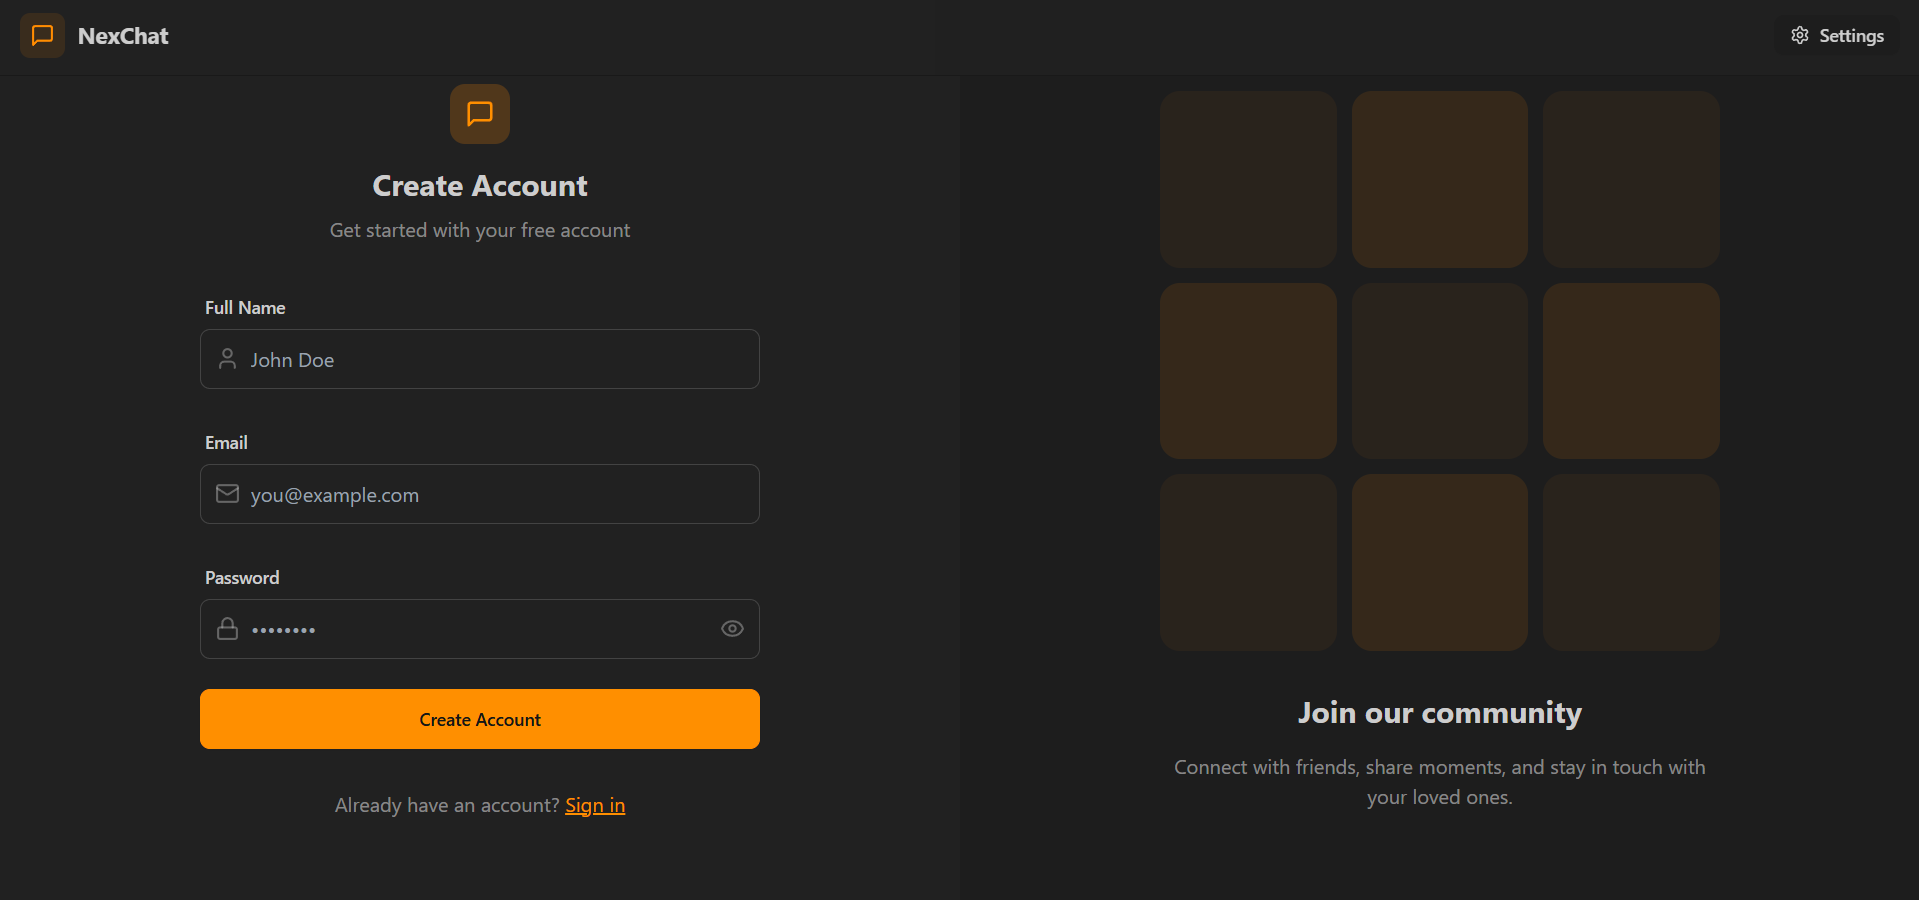 NexChat
Settings
Create Account
Get started with your free account
Full Name
John Doe
Email
you@example.com
Password
••••••••
Create Account
Already have an account? Sign in
Join our community
Connect with friends, share moments, and stay in touch with
your loved ones.